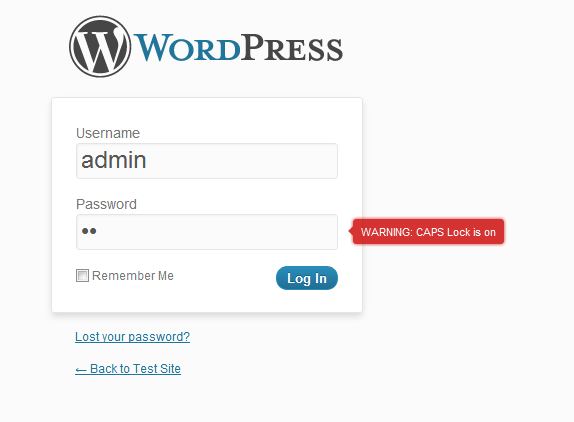 WORDPRESS
Username
admin
Password
••
WARNING: CAPS Lock is on
Remember Me
Log In
Lost your password?
← Back to Test Site